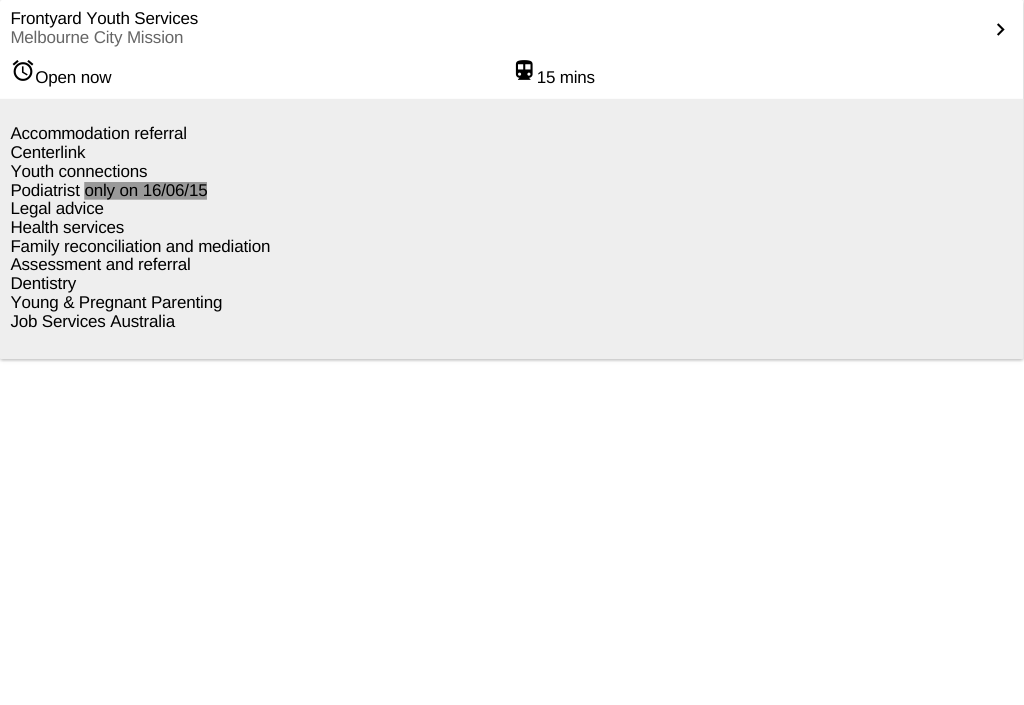 Frontyard Youth Services
Melbourne City Mission
Open now
15 mins
Accommodation referral
Centerlink
Youth connections
Podiatrist only on 16/06/15
Legal advice
Health services
Family reconciliation and mediation
Assessment and referral
Dentistry
Young & Pregnant Parenting
Job Services Australia